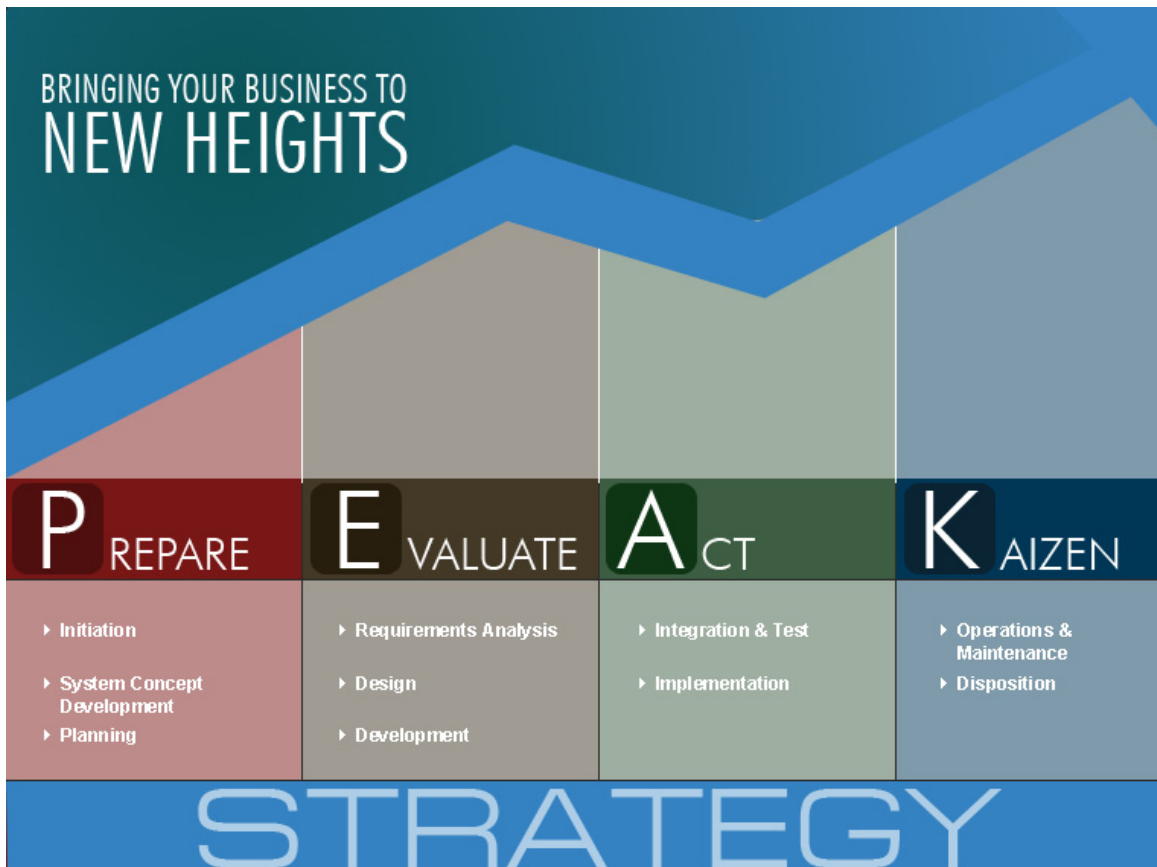 BRINGING YOUR BUSINESS TO
NEW HEIGHTS
PREPARE
EVALUATE
ACT
KAIZEN
Initiation
System Concept
Development
Planning
Requirements Analysis
Design
Development
Integration & Test
Implementation
Operations &
Maintenance
Disposition
STRATEGY